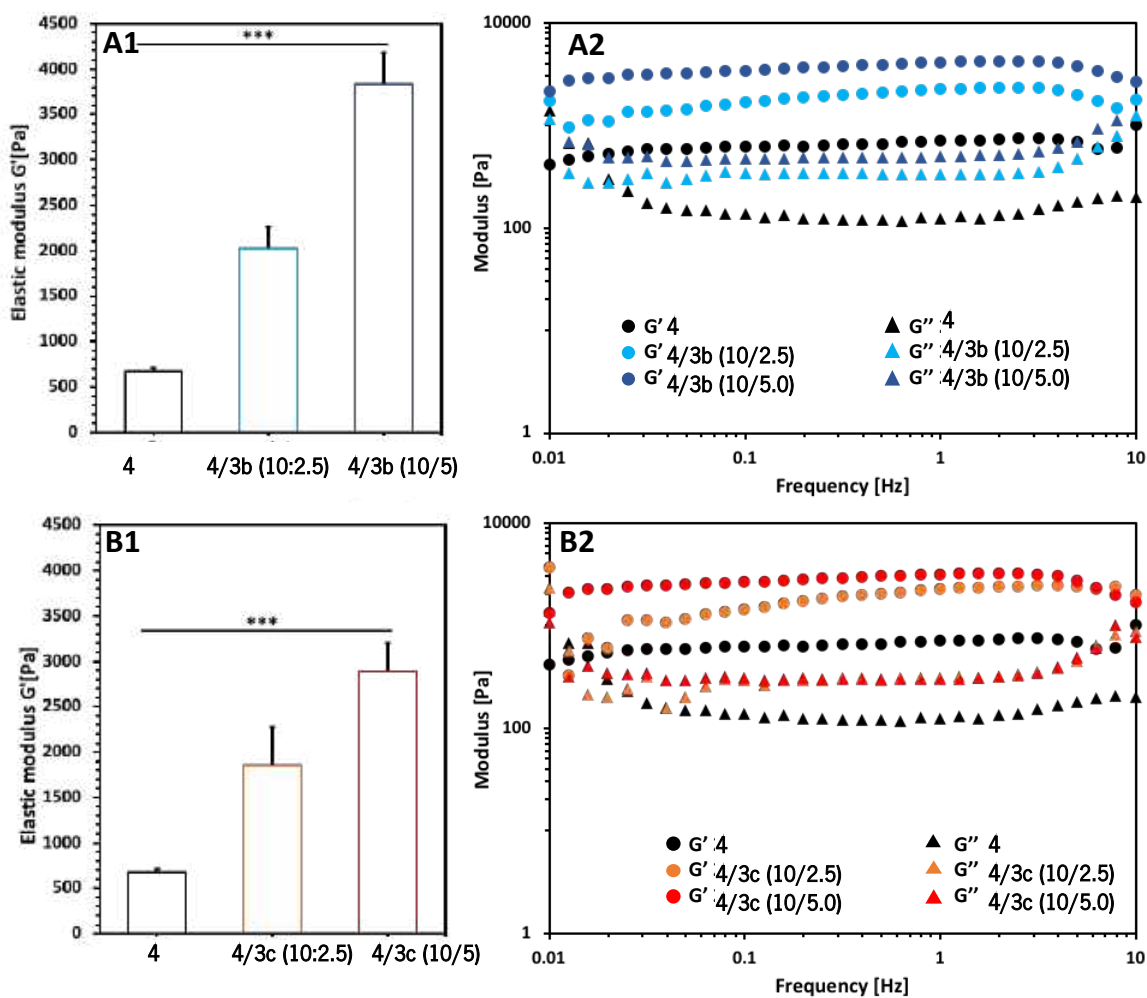 A1
***
4500
4000
3500
3000
2500
2000
1500
1000
500
0
Elastic modulus G'[Pa]
4
4/3b (10:2.5)
4/3b (10/5)
A2
10000
100
1
Modulus [Pa]
G' 4
G' 4/3b (10/2.5)
G' 4/3b (10/5.0)
G'' 4
G'' 4/3b (10/2.5)
G'' 4/3b (10/5.0)
0.01
0.1
1
10
Frequency [Hz]
B1
***
4500
4000
3500
3000
2500
2000
1500
1000
500
0
Elastic modulus G'[Pa]
4
4/3c (10:2.5)
4/3c (10/5)
B2
10000
100
1
Modulus [Pa]
G' 4
G' 4/3c (10/2.5)
G' 4/3c (10/5.0)
G'' 4
G'' 4/3c (10/2.5)
G'' 4/3c (10/5.0)
0.01
0.1
1
10
Frequency [Hz]